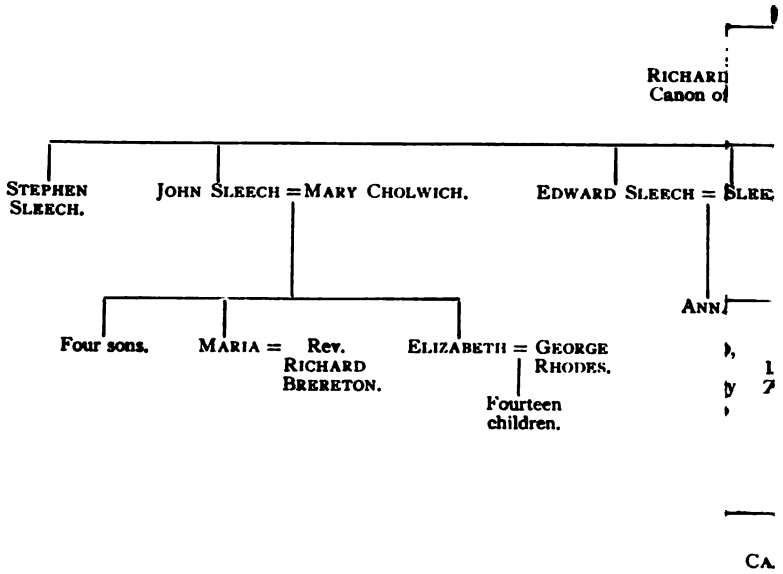 RICHARD
Canon of
STEPHEN
SLEECH.
JOHN SLEECH = MARY CHOLWICH.
EDWARD SLEECH =
ANN.
Four sons.
MARIA = Rev.
RICHARD
BRERETON.
ELIZABETH = GEORGE
RHODES.
Fourteen
children.